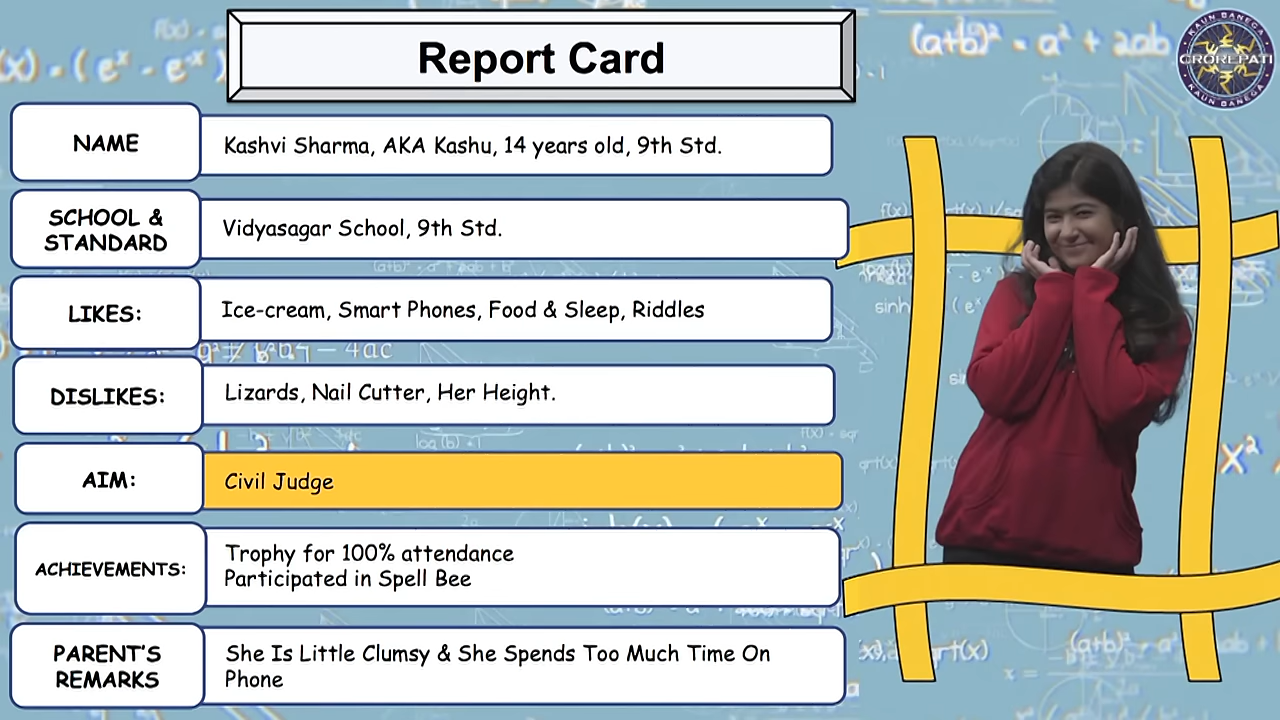 Report Card
KAUN BANEGA
CROREPATI
KAUN BANEGA
NAME
Kashvi Sharma, AKA Kashu, 14 years old, 9th Std.
SCHOOL &
STANDARD
Vidyasagar School, 9th Std.
LIKES:
Ice-cream, Smart Phones, Food & Sleep, Riddles
DISLIKES:
Lizards, Nail Cutter, Her Height.
AIM:
Civil Judge
ACHIEVEMENTS:
Trophy for 100% attendance
Participated in Spell Bee
PARENT'S
REMARKS
She Is Little Clumsy & She Spends Too Much Time On
Phone
(a+b)² = a² + 2ab